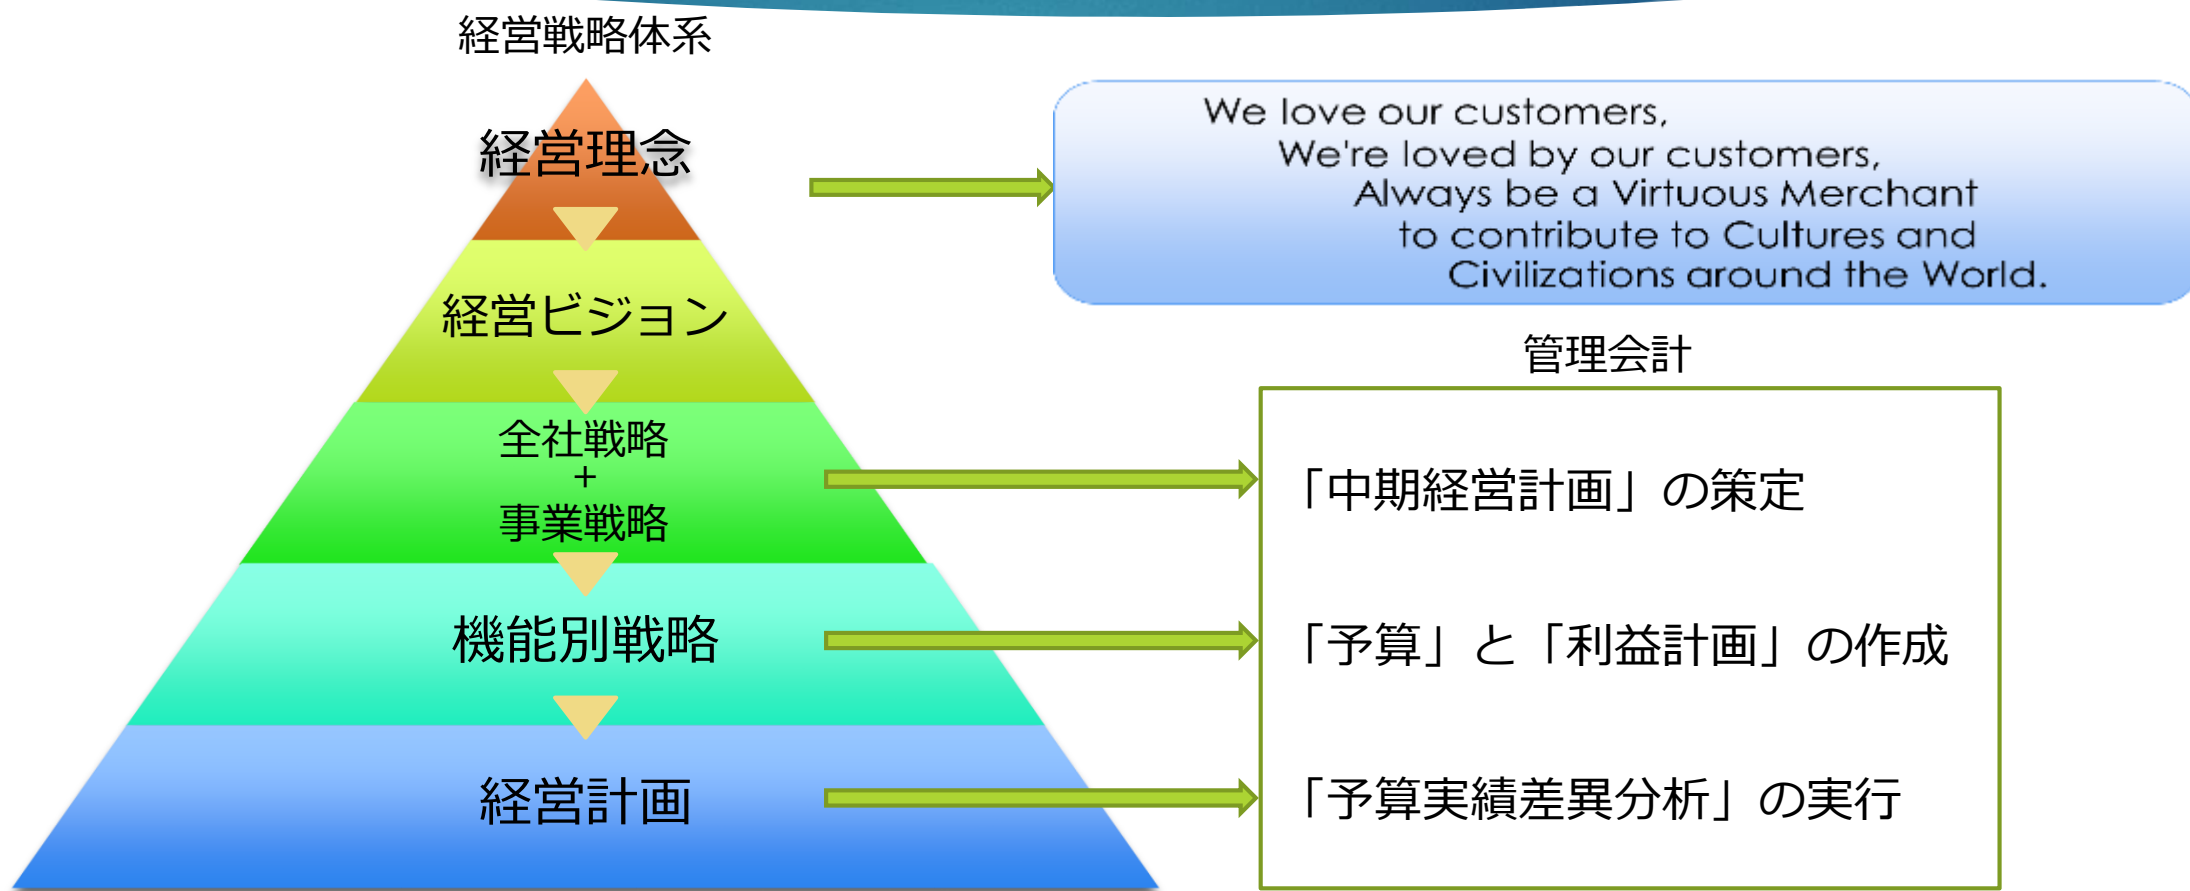 経営戦略体系
経営理念
経営ビジョン
全社戦略
+
事業戦略
機能別戦略
経営計画
We love our customers,
We're loved by our customers,
Always be a Virtuous Merchant
to contribute to Cultures and
Civilizations around the World.
管理会計
「中期経営計画」の策定
「予算」と「利益計画」の作成
「予算実績差異分析」の実行